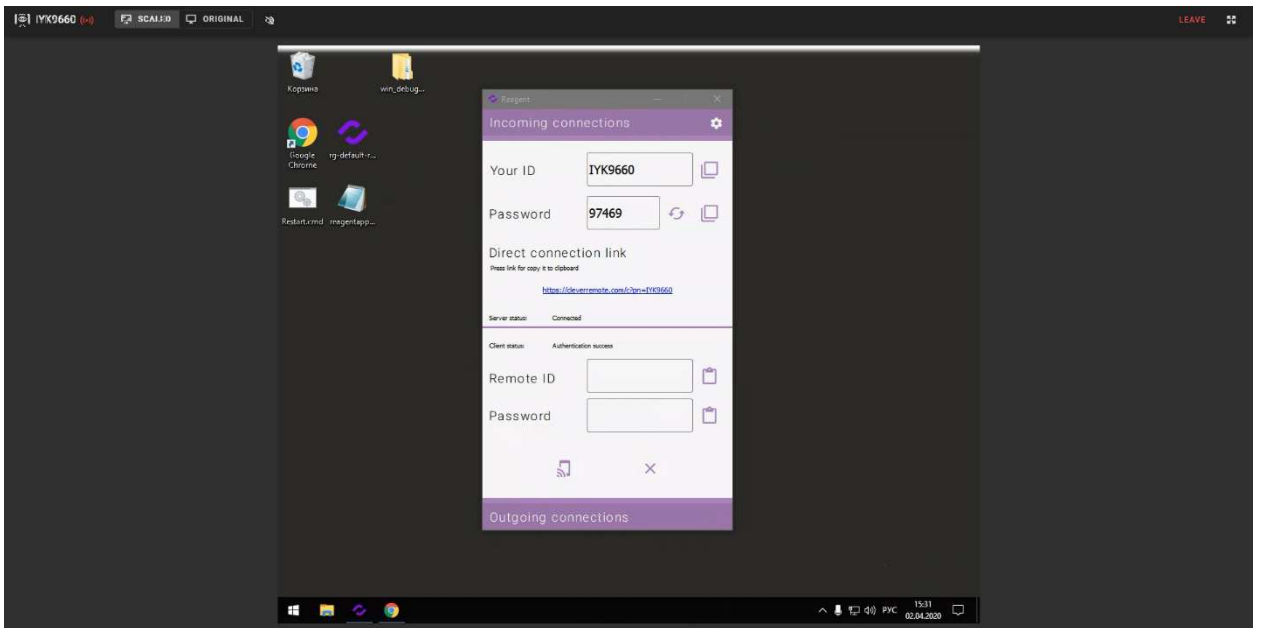 IYK9660
SCALED
ORIGINAL
LEAVE
Корзина
win_debug...
Google
Chrome
rg-default-r...
Restart.cmd
reagentapp...
Reagent
Incoming connections
Your ID
IYK9660
Password
97469
Direct connection link
Press link for copy it to clipboard
https://cleverremote.com/c?pn=IYK9660
Server status:
Connected
Client status:
Authentication success
Remote ID
Password
Outgoing connections
РУС
15:31
02.04.2020